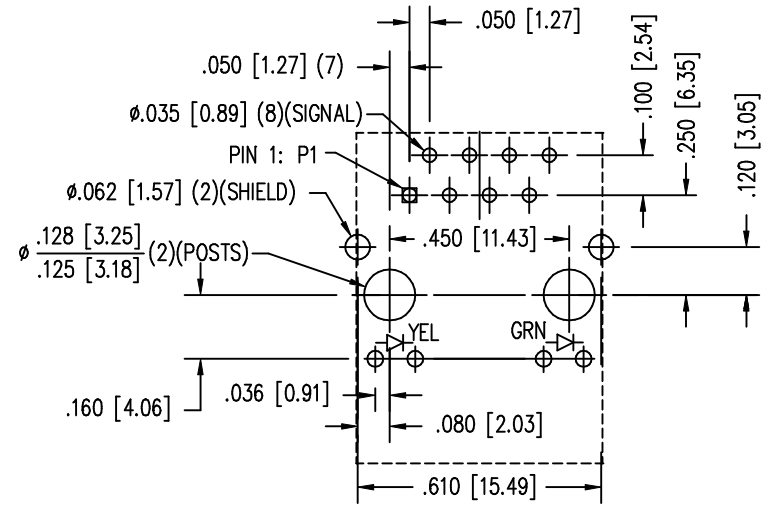 .050 [1.27]
.050 [1.27] (7)
.100 [2.54]
.250 [6.35]
.120 [3.05]
ø.035 [0.89] (8)(SIGNAL)
PIN 1: P1
ø.062 [1.57] (2)(SHIELD)
ø .128 [3.25]
.125 [3.18] (2)(POSTS)
.450 [11.43]
YEL
GRN
.036 [0.91]
.160 [4.06]
.080 [2.03]
.610 [15.49]